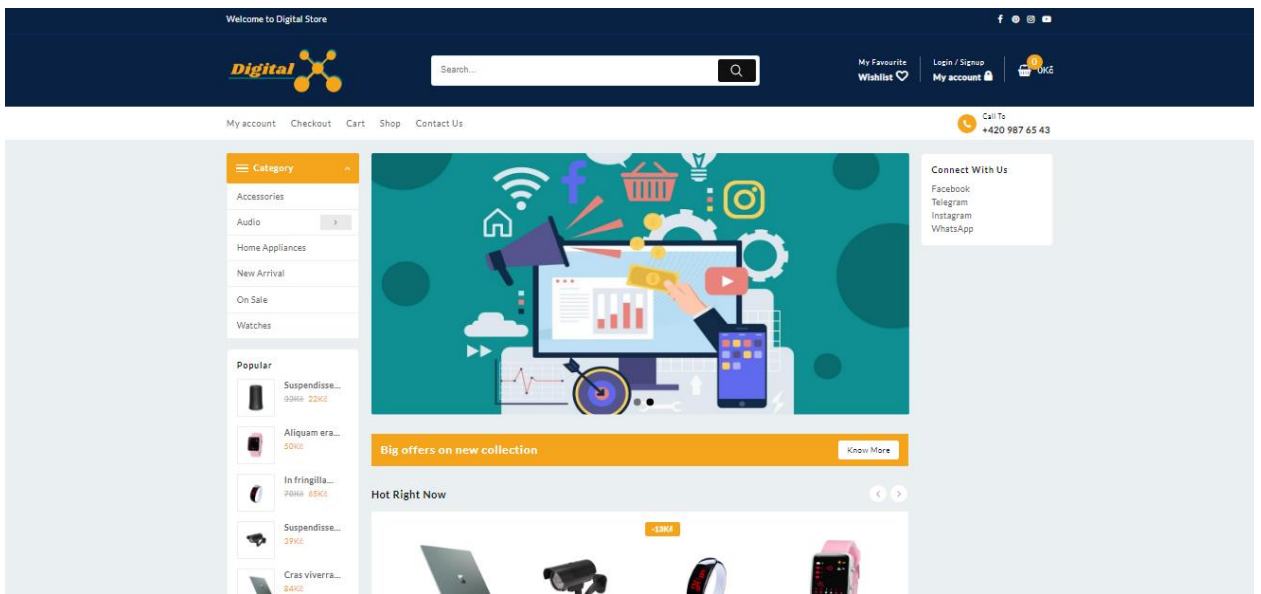 Welcome to Digital Store
Digital
Search...
My Favourite
Wishlist
Login / Signup
My account
0
0Kč
My account Checkout Cart Shop Contact Us
Call To
+420 987 65 43
Category
Accessories
Audio
Home Appliances
New Arrival
On Sale
Watches
Popular
Suspendisse...
22Kč
Aliquam era...
50Kč
In fringilla...
70Kč 65Kč
Suspendisse...
39Kč
Cras viverra...
84Kč
Big offers on new collection
Know More
Hot Right Now
-13Kč
Connect With Us
Facebook
Telegram
Instagram
WhatsApp